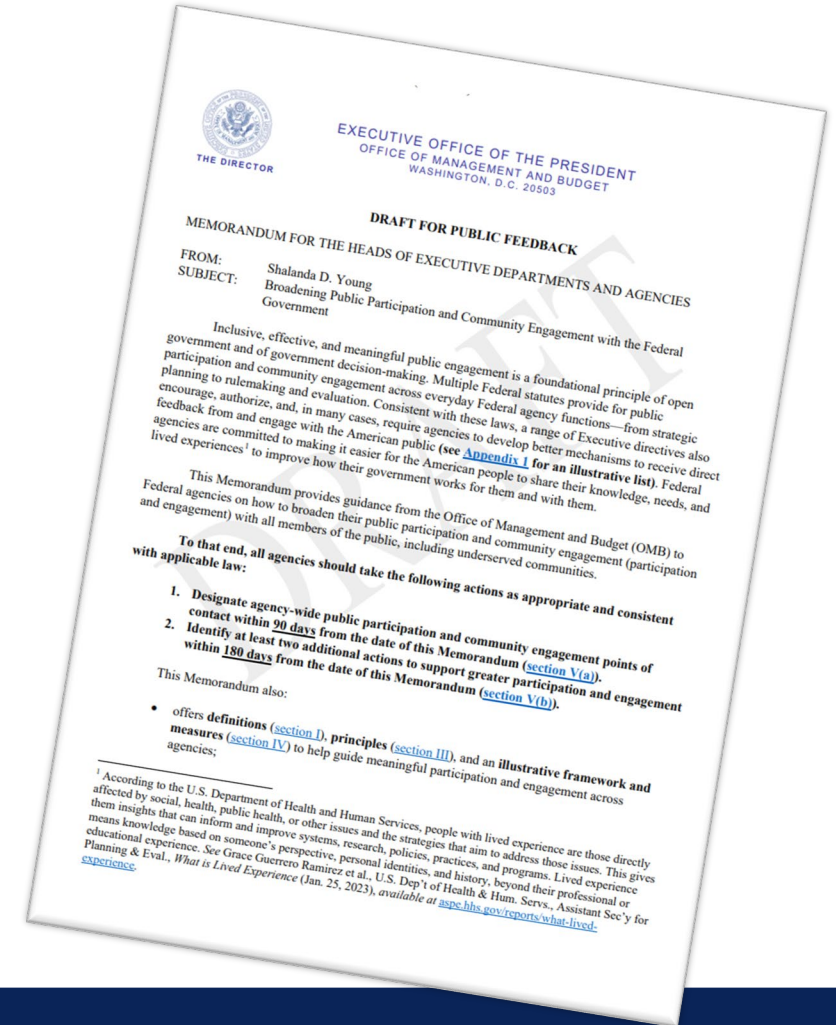 THE DIRECTOR
EXECUTIVE OFFICE OF THE PRESIDENT
OFFICE OF MANAGEMENT AND BUDGET
WASHINGTON, D.C. 20503
DRAFT FOR PUBLIC FEEDBACK
MEMORANDUM FOR THE HEADS OF EXECUTIVE DEPARTMENTS AND AGENCIES
FROM: Shalanda D. Young
SUBJECT: Broadening Public Participation and Community Engagement with the Federal
Government
Inclusive, effective, and meaningful public engagement is a foundational principle of open
government and of government decision-making. Multiple Federal statutes provide for public
participation and community engagement across everyday Federal agency functions—from strategic
planning to rulemaking and evaluation. Consistent with these laws, a range of Executive directives also
encourage, authorize, and, in many cases, require agencies to develop better mechanisms to receive direct
feedback from and engage with the American public (see Appendix 1 for an illustrative list). Federal
agencies are committed to making it easier for the American people to share their knowledge, needs, and
lived experiences1 to improve how their government works for them and with them.
This Memorandum provides guidance from the Office of Management and Budget (OMB) to
Federal agencies on how to broaden their public participation and community engagement (participation
and engagement) with all members of the public, including underserved communities.
To that end, all agencies should take the following actions as appropriate and consistent
with applicable law:
1. Designate agency-wide public participation and community engagement points of
contact within 90 days from the date of this Memorandum (section V(a)).
2. Identify at least two additional actions to support greater participation and engagement
within 180 days from the date of this Memorandum (section V(b)).
This Memorandum also:
• offers definitions (section I), principles (section III), and an illustrative framework and
measures (section IV) to help guide meaningful participation and engagement across
agencies;
1 According to the U.S. Department of Health and Human Services, people with lived experience are those directly
affected by social, health, public health, or other issues and the strategies that aim to address those issues. This gives
them insights that can inform and improve systems, research, policies, practices, and programs. Lived experience
means knowledge based on someone's perspective, personal identities, and history, beyond their professional or
educational experience. See Grace Guerrero Ramirez et al., U.S. Dep't of Health & Hum. Servs., Assistant Sec'y for
Planning & Eval., What is Lived Experience (Jan. 25, 2023), available at aspe.hhs.gov/reports/what-lived-
experience.
DRAFT